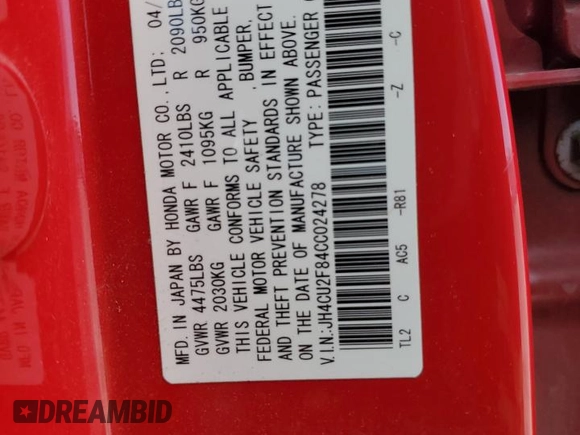 MFD. IN JAPAN BY HONDA MOTOR CO.,LTD: 04/
GVWR 4475LBS GAWR F 2410LBS R 2090LB
GVWR 2030KG GAWR F 1095KG R 950KG
THIS VEHICLE CONFORMS TO ALL APPLICABLE
FEDERAL MOTOR VEHICLE SAFETY ,BUMPER,
AND THEFT PREVENTION STANDARDS IN EFFECT
ON THE DATE OF MANUFACTURE SHOWN ABOVE.
V.I.N.:JH4CU2F84CC024278 TYPE: PASSENGER
TL2 C AC5 -R81 -Z -C
DREAMBID